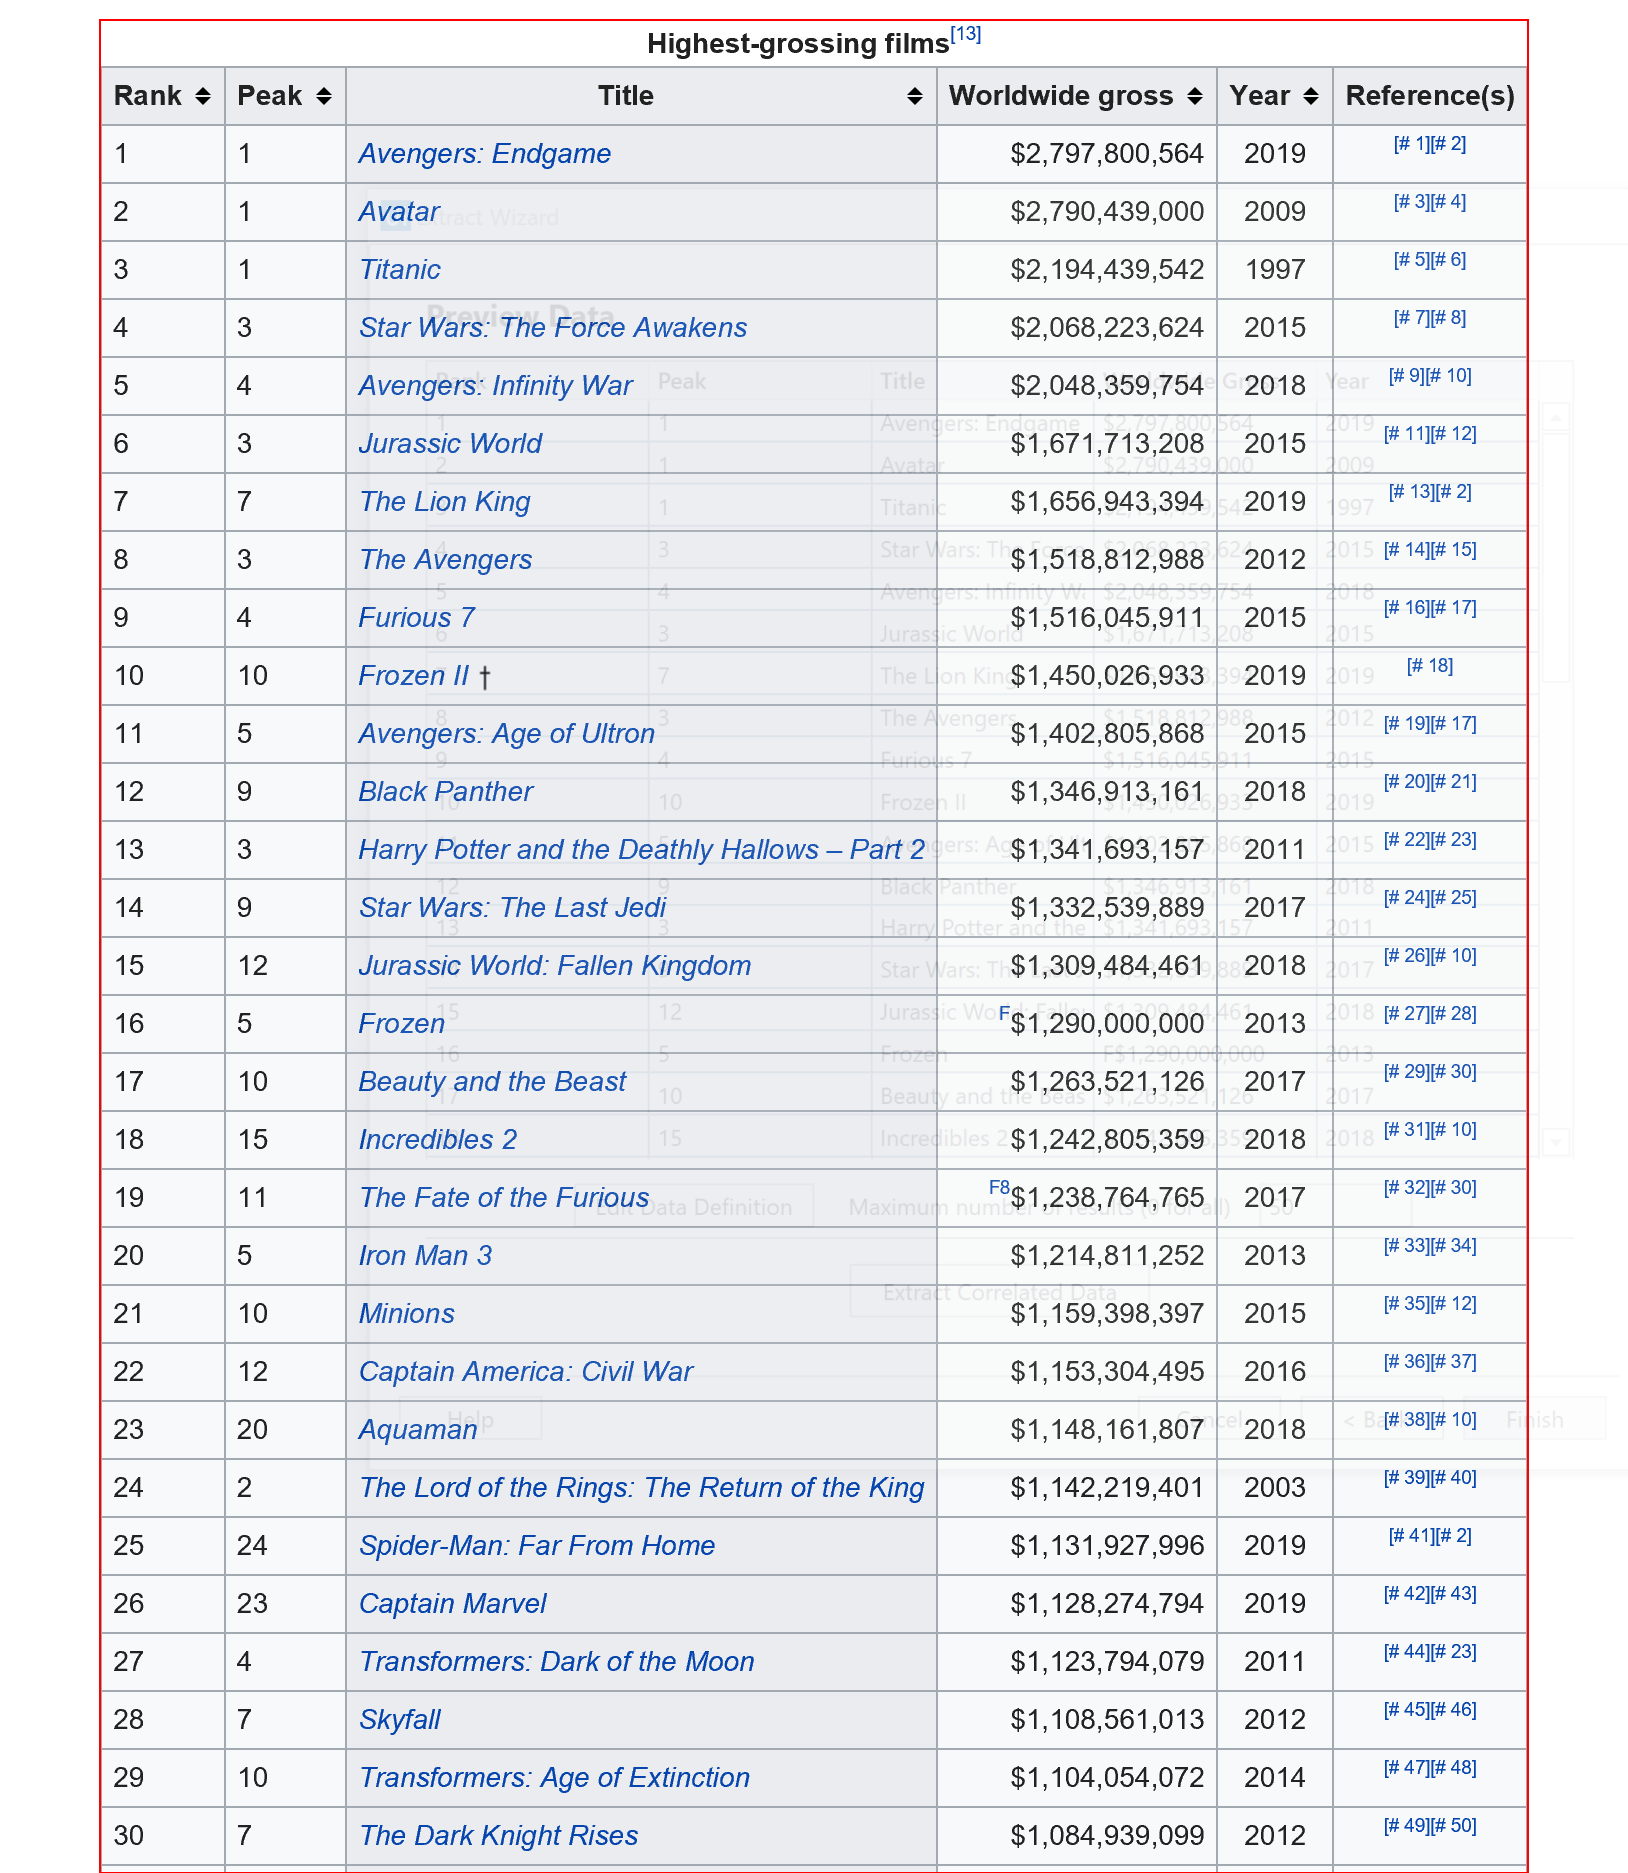 Highest-grossing films[13]
Rank Peak Title Worldwide gross Year Reference(s)
1 1 Avengers: Endgame $2,797,800,564 2019 [# 1][# 2]
2 1 Avatar $2,790,439,000 2009 [# 3][# 4]
3 1 Titanic $2,194,439,542 1997 [# 5][# 6]
4 3 Star Wars: The Force Awakens $2,068,223,624 2015 [# 7][# 8]
5 4 Avengers: Infinity War $2,048,359,754 2018 [# 9][# 10]
6 3 Jurassic World $1,671,713,208 2015 [# 11][# 12]
7 7 The Lion King $1,656,943,394 2019 [# 13][# 2]
8 3 The Avengers $1,518,812,988 2012 [# 14][# 15]
9 4 Furious 7 $1,516,045,911 2015 [# 16][# 17]
10 10 Frozen II † $1,450,026,933 2019 [# 18]
11 5 Avengers: Age of Ultron $1,402,805,868 2015 [# 19][# 17]
12 9 Black Panther $1,346,913,161 2018 [# 20][# 21]
13 3 Harry Potter and the Deathly Hallows – Part 2 $1,341,693,157 2011 [# 22][# 23]
14 9 Star Wars: The Last Jedi $1,332,539,889 2017 [# 24][# 25]
15 12 Jurassic World: Fallen Kingdom $1,309,484,461 2018 [# 26][# 10]
16 5 Frozen F$1,290,000,000 2013 [# 27][# 28]
17 10 Beauty and the Beast $1,263,521,126 2017 [# 29][# 30]
18 15 Incredibles 2 $1,242,805,359 2018 [# 31][# 10]
19 11 The Fate of the Furious F8$1,238,764,765 2017 [# 32][# 30]
20 5 Iron Man 3 $1,214,811,252 2013 [# 33][# 34]
21 10 Minions $1,159,398,397 2015 [# 35][# 12]
22 12 Captain America: Civil War $1,153,304,495 2016 [# 36][# 37]
23 20 Aquaman $1,148,161,807 2018 [# 38][# 10]
24 2 The Lord of the Rings: The Return of the King $1,142,219,401 2003 [# 39][# 40]
25 24 Spider-Man: Far From Home $1,131,927,996 2019 [# 41][# 2]
26 23 Captain Marvel $1,128,274,794 2019 [# 42][# 43]
27 4 Transformers: Dark of the Moon $1,123,794,079 2011 [# 44][# 23]
28 7 Skyfall $1,108,561,013 2012 [# 45][# 46]
29 10 Transformers: Age of Extinction $1,104,054,072 2014 [# 47][# 48]
30 7 The Dark Knight Rises $1,084,939,099 2012 [# 49][# 50]